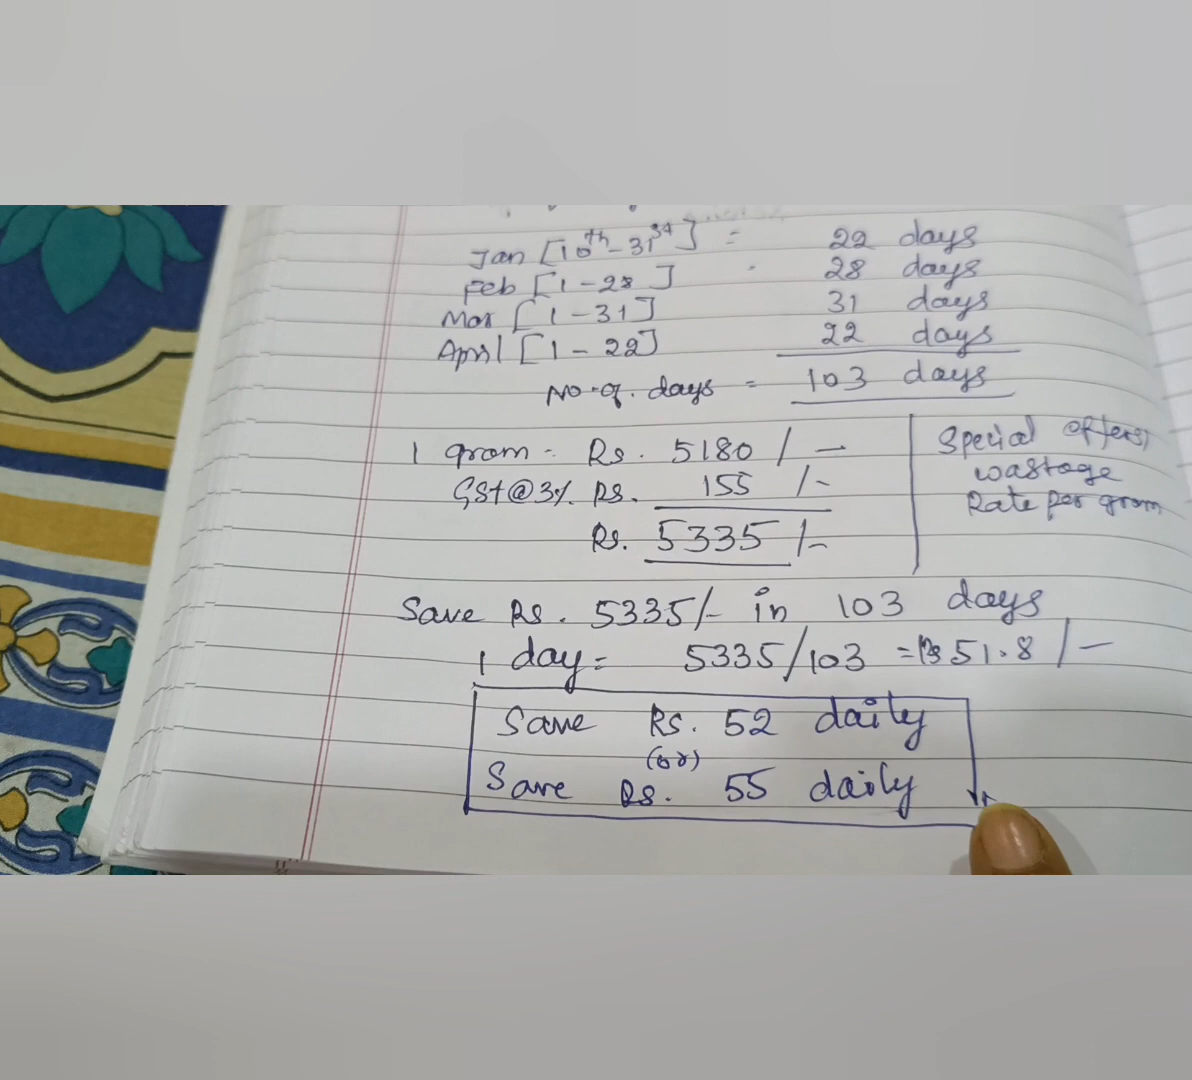 Jan [10th - 31st] = 22 days
Feb [1 - 28] - 28 days
Mar [1 - 31] 31 days
April [1 - 22] 22 days
No. of. days = 103 days
1 gram = Rs. 5180 /-
GSt@3%. Rs. 155 /-
Rs. 5335 /-
Special offers,
wastage
Rate per gram
Save Rs. 5335/- in 103 days
1 day = 5335/103 = Rs 51.8 /-
Save Rs. 52 daily
(or)
Save Rs. 55 daily